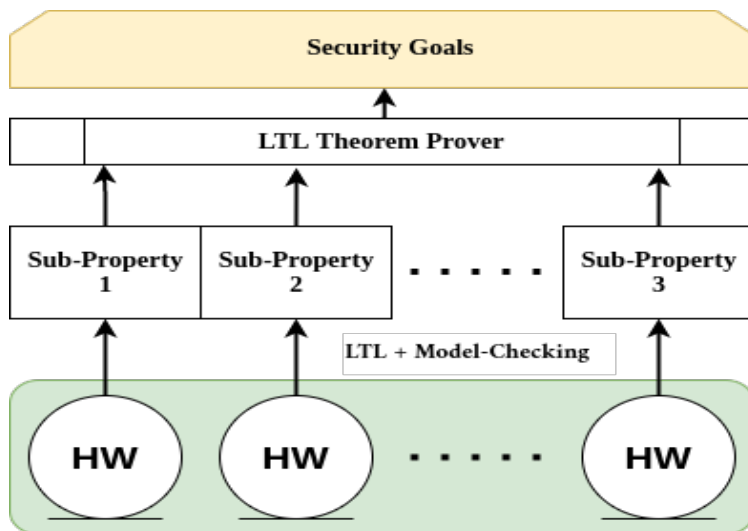 Security Goals
LTL Theorem Prover
Sub-Property
1
Sub-Property
2
Sub-Property
3
LTL + Model-Checking
HW
HW
HW